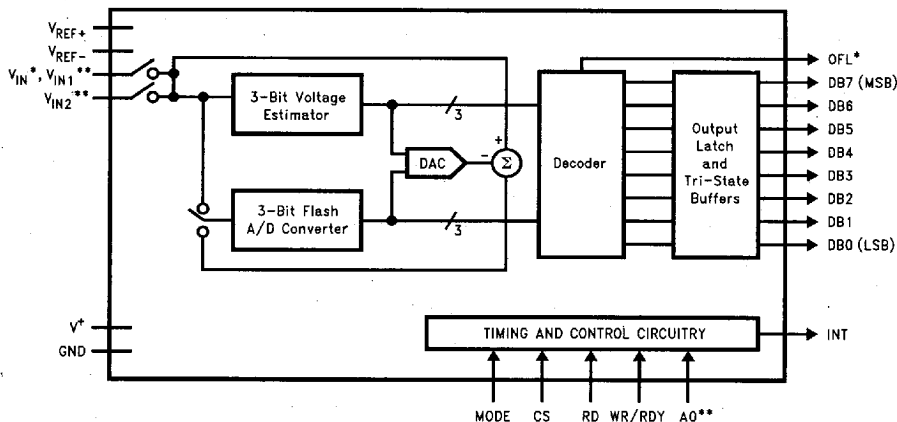 VREF+
VREF-
VIN*, VIN1**
VIN2**
3-Bit Voltage
Estimator
3
DAC
+
-
Σ
3-Bit Flash
A/D Converter
3
Decoder
Output
Latch
and
Tri-State
Buffers
OFL*
DB7 (MSB)
DB6
DB5
DB4
DB3
DB2
DB1
DB0 (LSB)
V+
GND
TIMING AND CONTROL CIRCUITRY
INT
MODE CS RD WR/RDY A0**